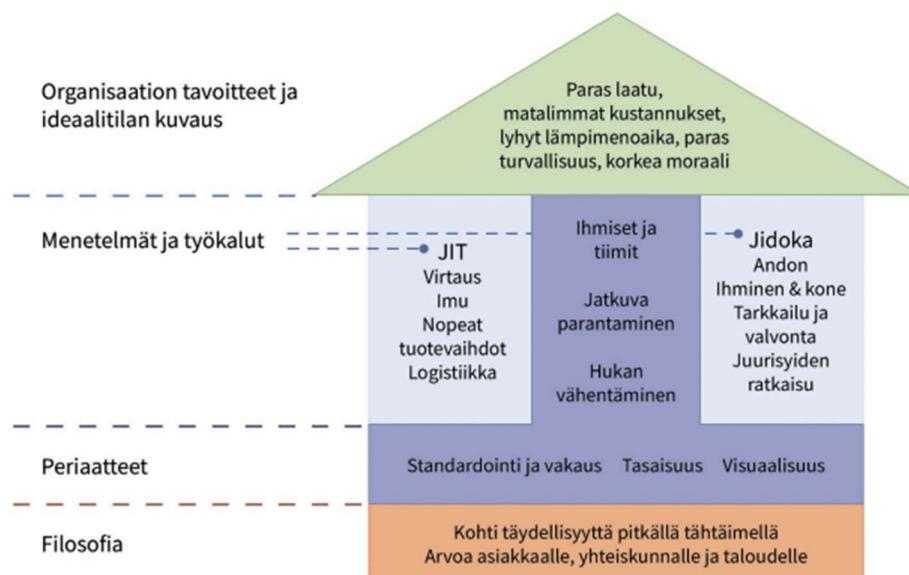 Organisaation tavoitteet ja
ideaalitilan kuvaus
Paras laatu,
matalimmat kustannukset,
lyhyt lämpimenoaika, paras
turvallisuus, korkea moraali
Menetelmät ja työkalut
JIT
Virtaus
Imu
Nopeat
tuotevaihdot
Logistiikka
Ihmiset ja
tiimit
Jatkuva
parantaminen
Hukan
vähentäminen
Jidoka
Andon
Ihminen & kone
Tarkkailu ja
valvonta
Juurisyiden
ratkaisu
Periaatteet
Standardointi ja vakaus Tasaisuus Visuaalisuus
Filosofia
Kohti täydellisyyttä pitkällä tähtäimellä
Arvoa asiakkaalle, yhteiskunnalle ja taloudelle